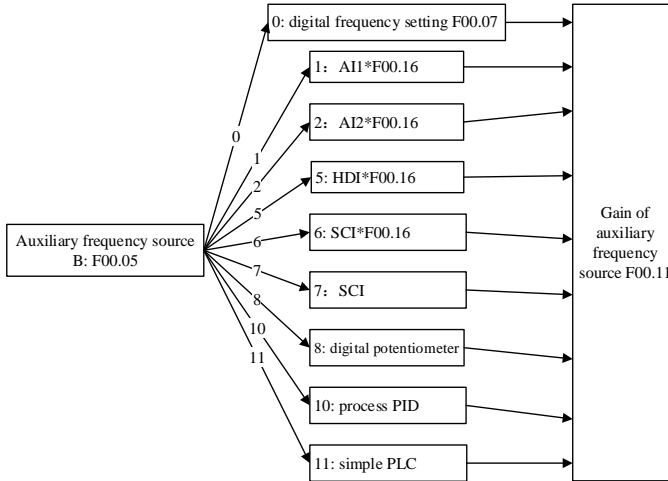 0: digital frequency setting F00.07
1：AI1*F00.16
2：AI2*F00.16
5: HDI*F00.16
6: SCI*F00.16
7：SCI
8: digital potentiometer
10: process PID
11: simple PLC
0
1
2
5
6
7
8
10
11
Auxiliary frequency source
B: F00.05
Gain of
auxiliary
frequency
source F00.11